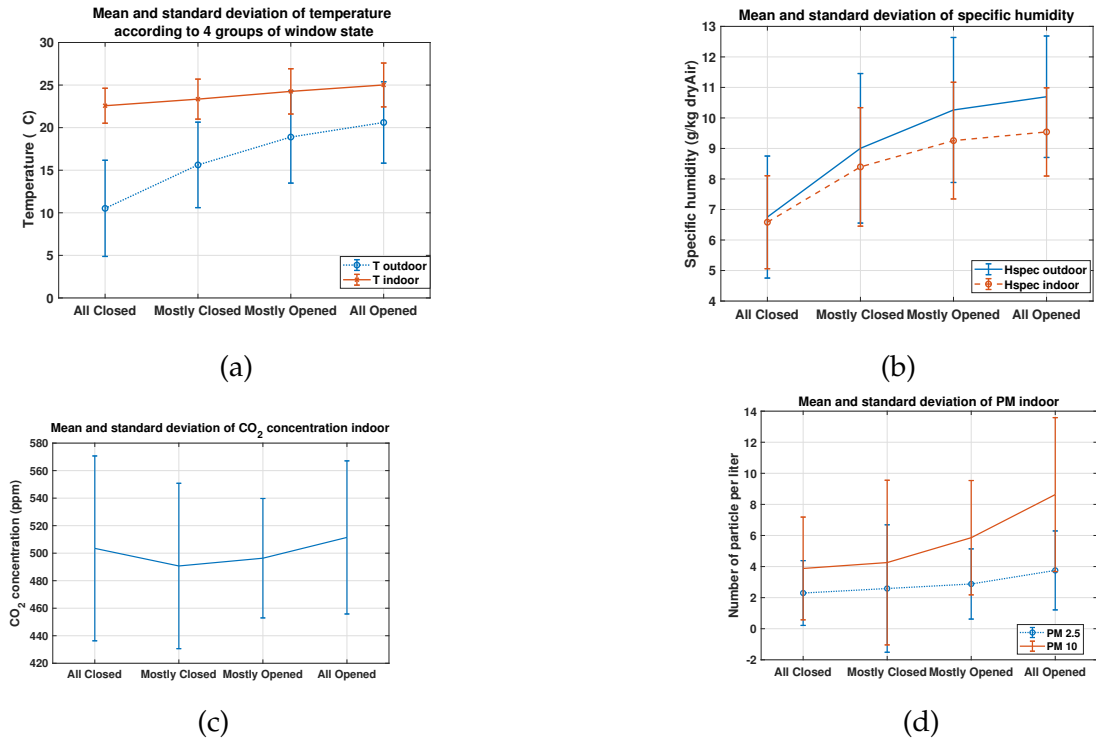 Mean and standard deviation of temperature
according to 4 groups of window state
30
25
20
15
10
5
0
Temperature ( C)
All Closed Mostly Closed Mostly Opened All Opened
T outdoor
T indoor
(a)
Mean and standard deviation of specific humidity
13
12
11
10
9
8
7
6
5
4
Specific humidity (g/kg dryAir)
All Closed Mostly Closed Mostly Opened All Opened
Hspec outdoor
Hspec indoor
(b)
Mean and standard deviation of CO2 concentration indoor
580
560
540
520
500
480
460
440
420
CO2 concentration (ppm)
All Closed Mostly Closed Mostly Opened All Opened
(c)
Mean and standard deviation of PM indoor
14
12
10
8
6
4
2
0
-2
Number of particle per liter
All Closed Mostly Closed Mostly Opened All Opened
PM 2.5
PM 10
(d)